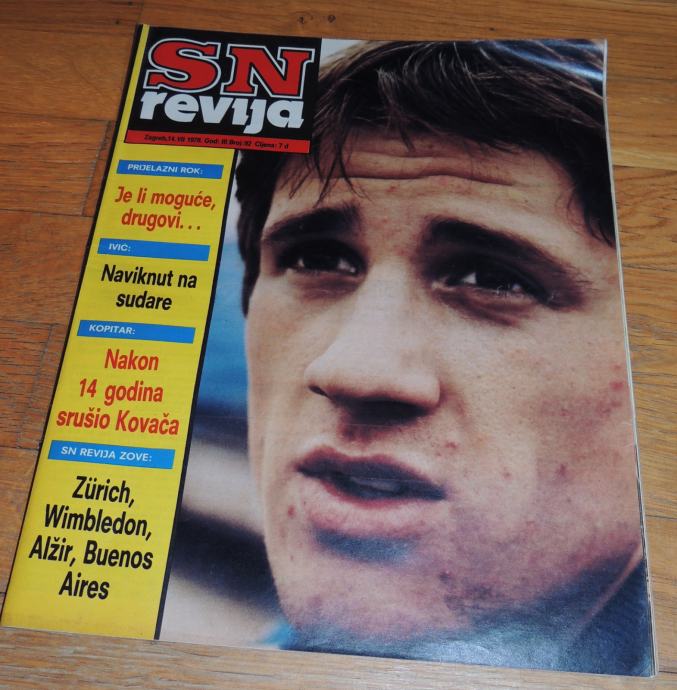 SN
revija
Zagreb, 14. VII 1978. God: III Broj: 92 Cijena: 7 d
PRIJELAZNI ROK:
Je li moguće,
drugovi...
IVIĆ:
Naviknut na
sudare
KOPITAR:
Nakon
14 godina
srušio Kovača
SN REVIJA ZOVE:
Zürich,
Wimbledon,
Alžir, Buenos
Aires